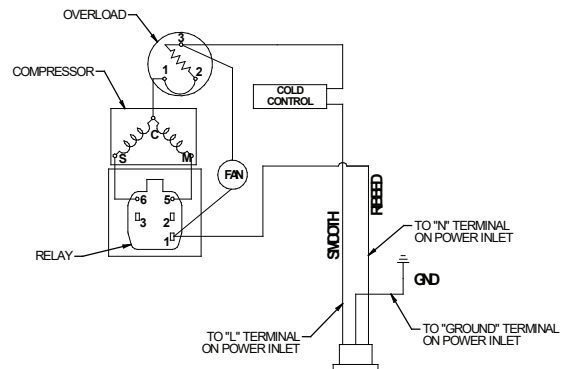 OVERLOAD
3
1
2
COMPRESSOR
COLD
CONTROL
C
S
M
FAN
6
5
3
2
1
RELAY
SMOOTH
RIBBED
TO "N" TERMINAL
ON POWER INLET
GND
TO "L" TERMINAL
ON POWER INLET
TO "GROUND" TERMINAL
ON POWER INLET